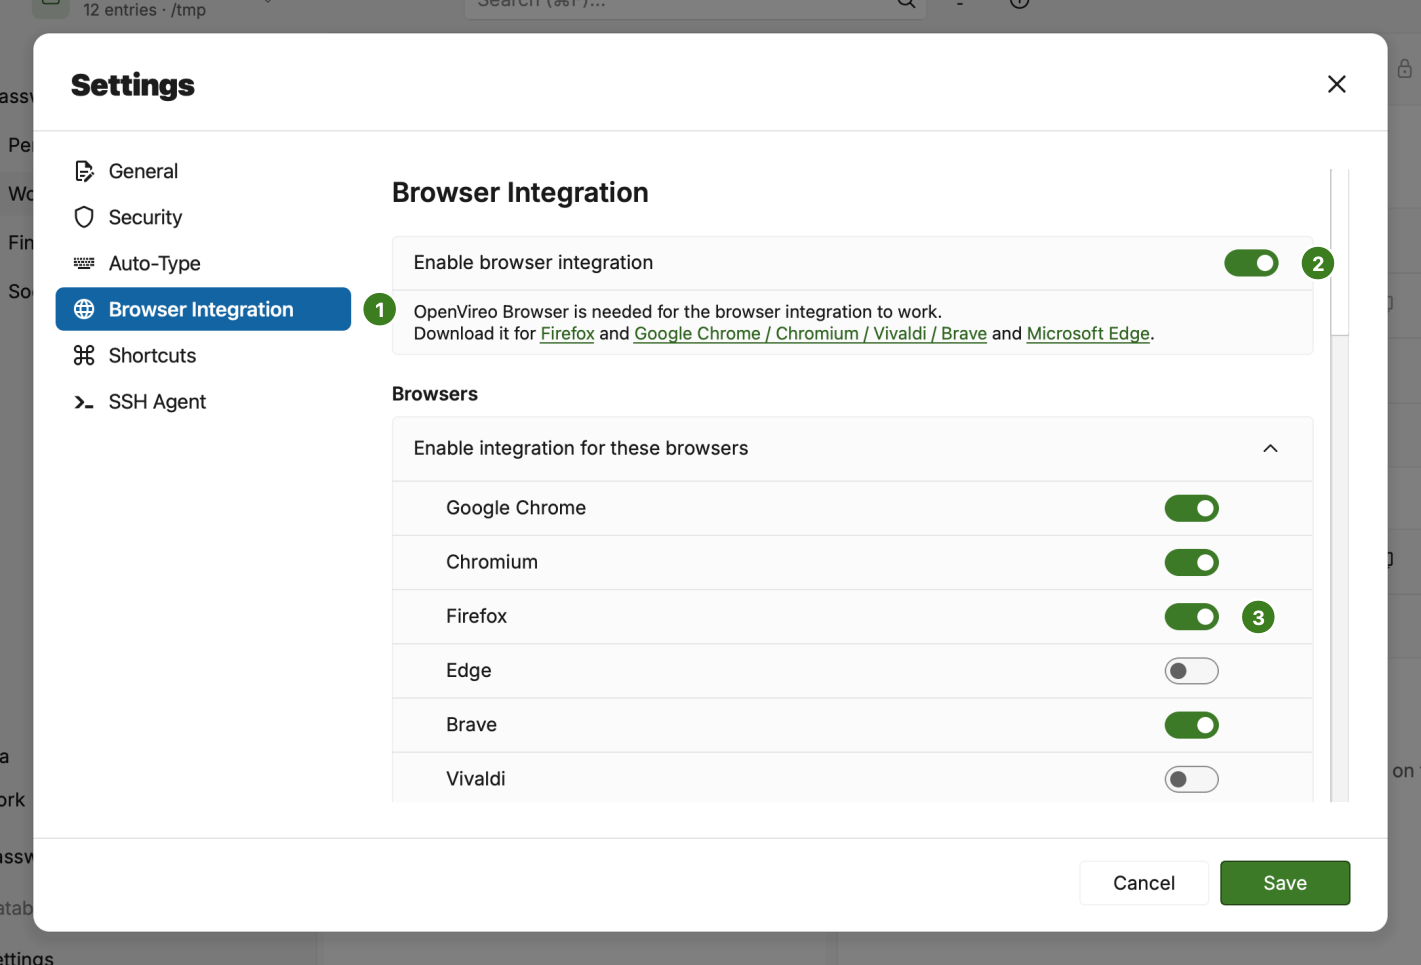 12 entries · /tmp
Search (⌘F)...
Settings
General
Security
Auto-Type
Browser Integration
1
Shortcuts
SSH Agent
Browser Integration
Enable browser integration
2
OpenVireo Browser is needed for the browser integration to work.
Download it for Firefox and Google Chrome / Chromium / Vivaldi / Brave and Microsoft Edge.
Browsers
Enable integration for these browsers
Google Chrome
Chromium
Firefox
3
Edge
Brave
Vivaldi
on
Cancel
Save